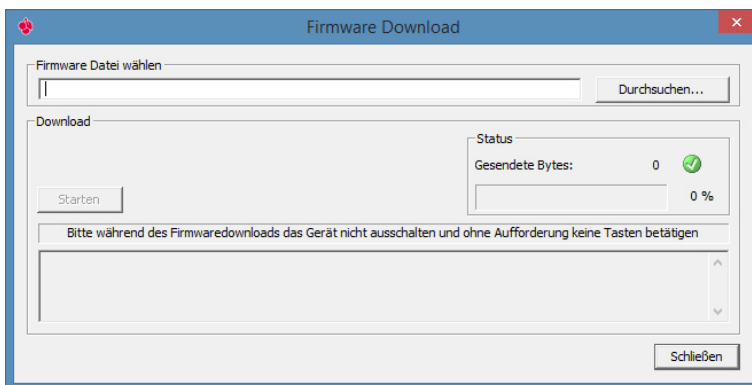 Firmware Download
Firmware Datei wählen
Durchsuchen...
Download
Status
Gesendete Bytes: 0
Starten
0 %
Bitte während des Firmwaredownloads das Gerät nicht ausschalten und ohne Aufforderung keine Tasten betätigen
Schließen